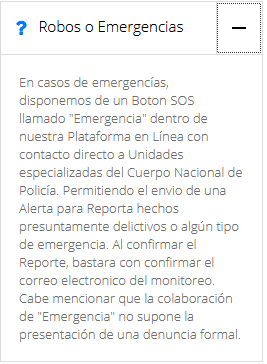 ? Robos o Emergencias
En casos de emergencías,
disponemos de un Boton SOS
llamado "Emergencia" dentro de
nuestra Plataforma en Línea con
contacto directo a Unidades
especializadas del Cuerpo Nacional de
Policía. Permitiendo el envio de una
Alerta para Reporta hechos
presuntamente delictivos o algún tipo
de emergencia. Al confirmar el
Reporte, bastara con confirmar el
correo electronico del monitoreo.
Cabe mencionar que la colaboración
de "Emergencia" no supone la
presentación de una denuncia formal.